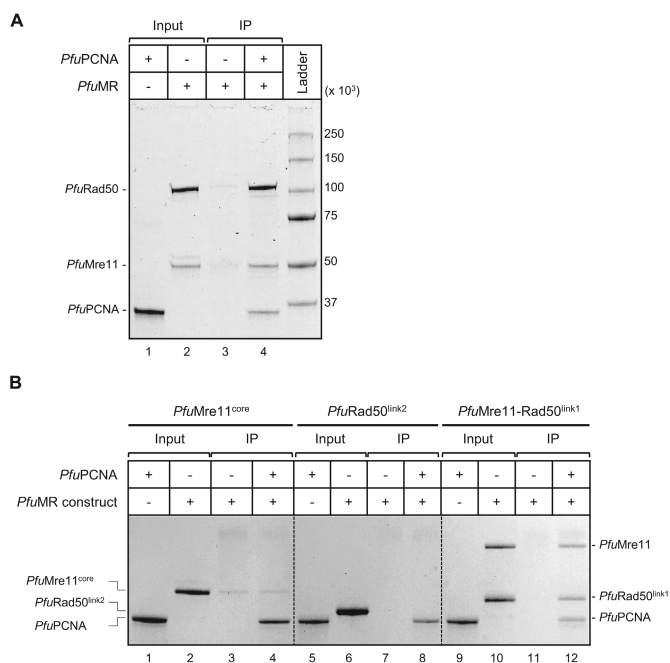 A
Input IP
PfuPCNA + - - + Ladder
PfuMR - + + + (x 10³)
250
150
PfuRad50 - 100
75
PfuMre11 - 50
PfuPCNA - 37
1 2 3 4
B
PfuMre11ᶜᵒʳᵉ PfuRad50ˡⁱⁿᵏ² PfuMre11-Rad50ˡⁱⁿᵏ¹
Input IP Input IP Input IP
PfuPCNA + - - + + - - + + - - +
PfuMR construct - + + + - + + + - + + +
- PfuMre11
PfuMre11ᶜᵒʳᵉ
PfuRad50ˡⁱⁿᵏ² - PfuRad50ˡⁱⁿᵏ¹
PfuPCNA - PfuPCNA
1 2 3 4 5 6 7 8 9 10 11 12